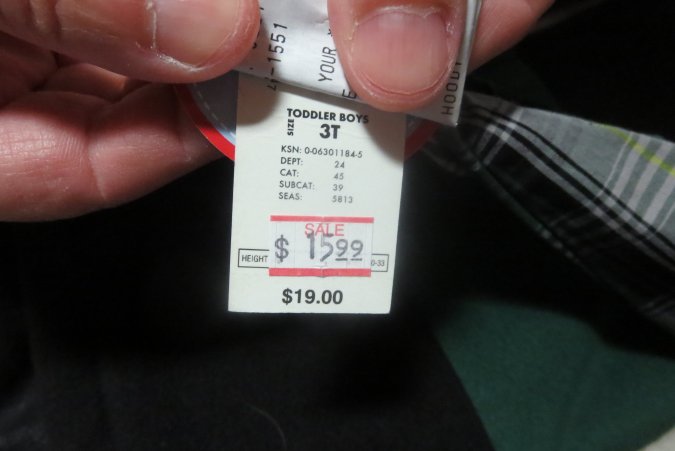 -1551
YOUR
HOODY
TODDLER BOYS
SIZE 3T
KSN: 0-06301184-5
DEPT: 24
CAT: 45
SUBCAT: 39
SEAS: 5813
SALE
$ 15.99
HEIGHT 0-33
$19.00